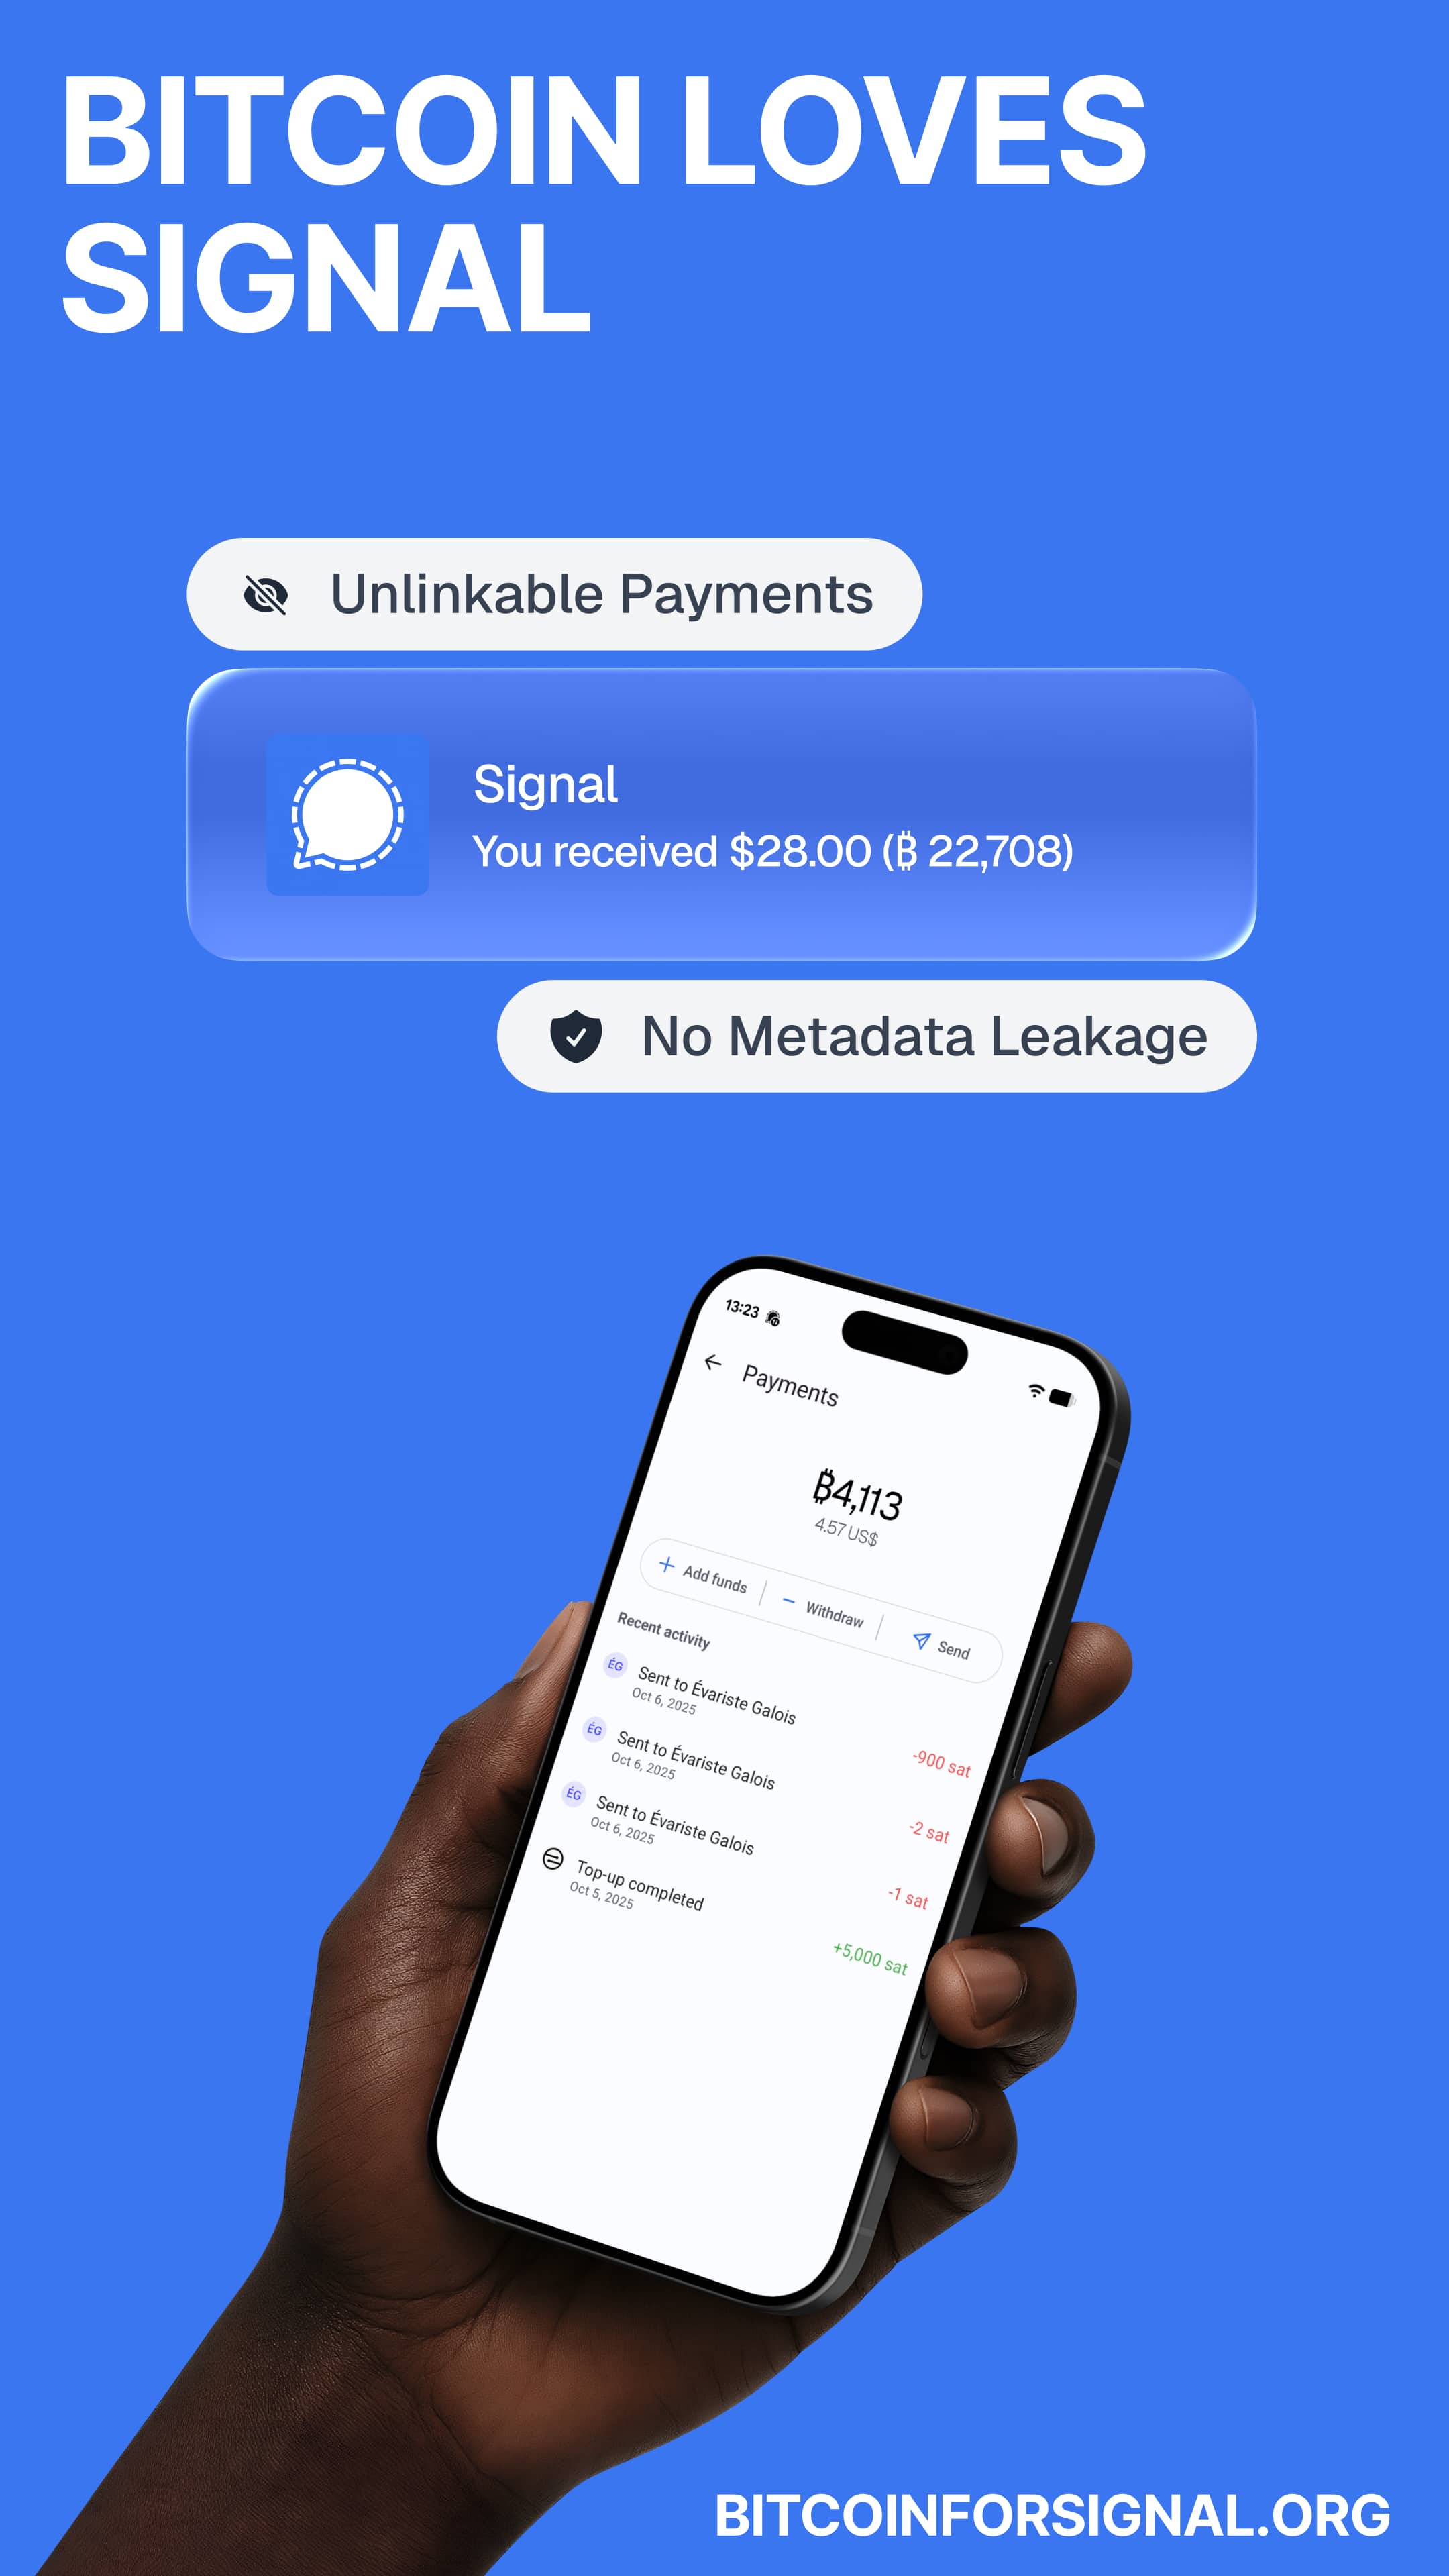 BITCOIN LOVES
SIGNAL
Unlinkable Payments
Signal
You received $28.00 (₿ 22,708)
No Metadata Leakage
13:23
Payments
₿4,113
4.57 US$
Add funds
Withdraw
Send
Recent activity
ÉG
Sent to Évariste Galois
Oct 6, 2025
-900 sat
ÉG
Sent to Évariste Galois
Oct 6, 2025
-2 sat
ÉG
Sent to Évariste Galois
Oct 6, 2025
-1 sat
Top-up completed
Oct 5, 2025
+5,000 sat
BITCOINFORSIGNAL.ORG